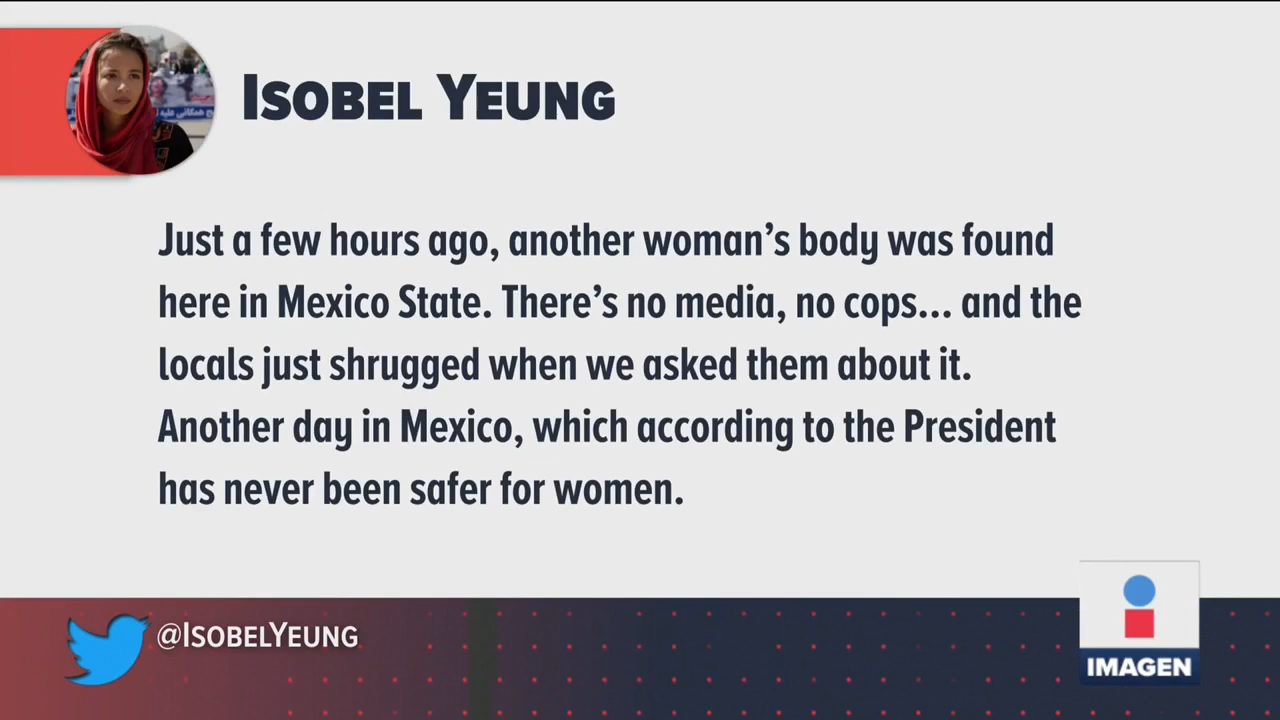 ISOBEL YEUNG
Just a few hours ago, another woman’s body was found
here in Mexico State. There’s no media, no cops... and the
locals just shrugged when we asked them about it.
Another day in Mexico, which according to the President
has never been safer for women.
@ISOBELYEUNG
IMAGEN